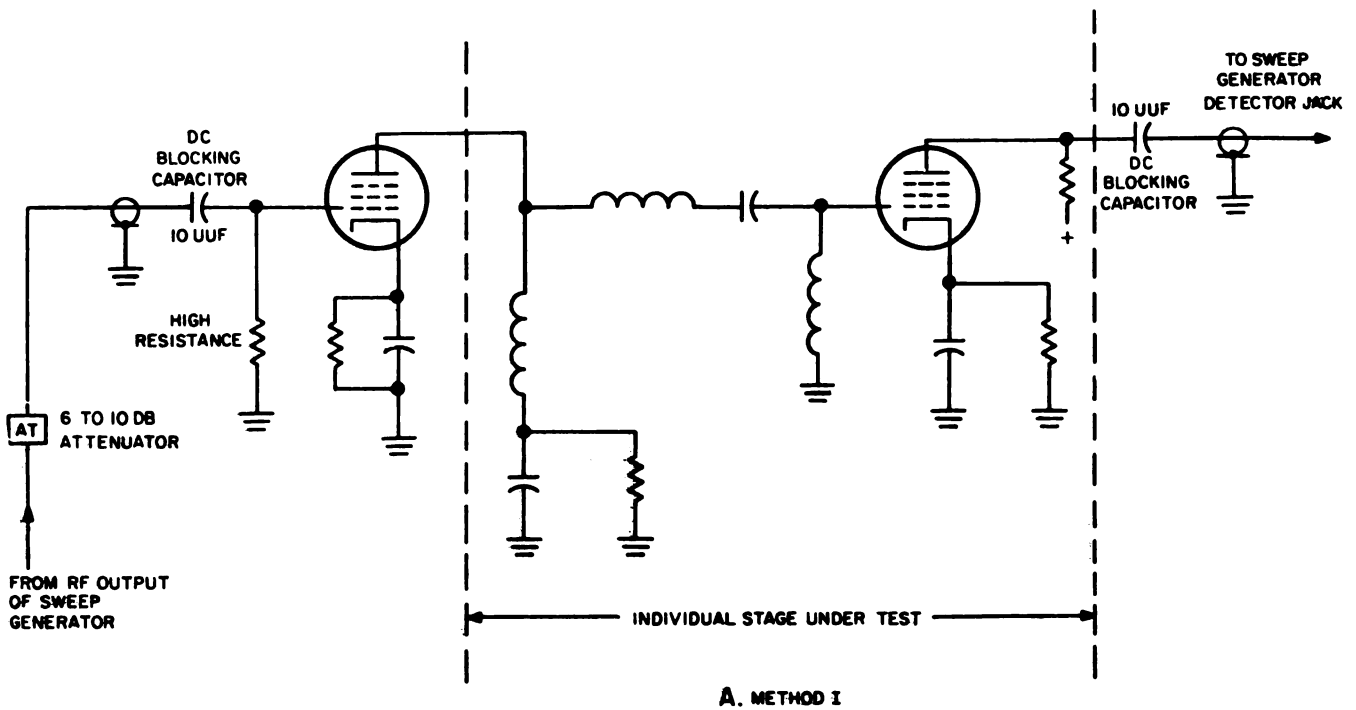 TO SWEEP
GENERATOR
DETECTOR JACK
10 UUF
DC
BLOCKING
CAPACITOR
DC
BLOCKING
CAPACITOR
10 UUF
+
HIGH
RESISTANCE
AT
6 TO 10 DB
ATTENUATOR
FROM RF OUTPUT
OF SWEEP
GENERATOR
INDIVIDUAL STAGE UNDER TEST
A. METHOD I